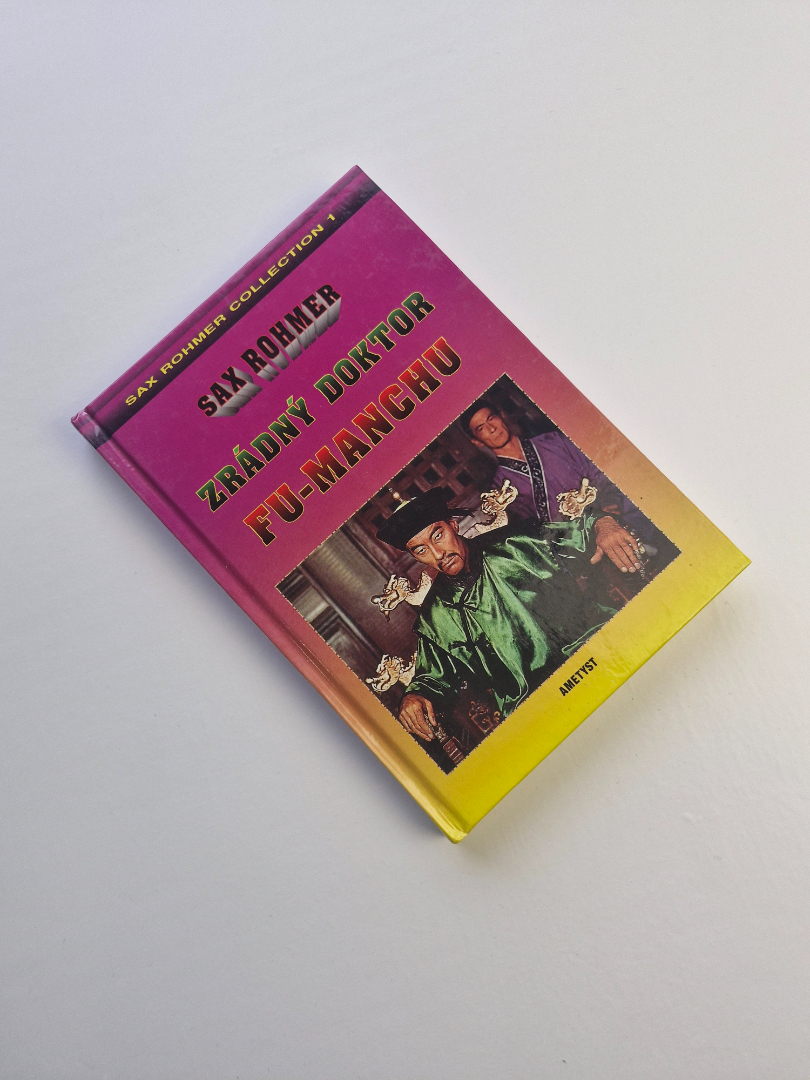 SAX ROHMER COLLECTION 1
SAX ROHMER
ZRÁDNÝ DOKTOR
FU-MANCHU
AMETYST